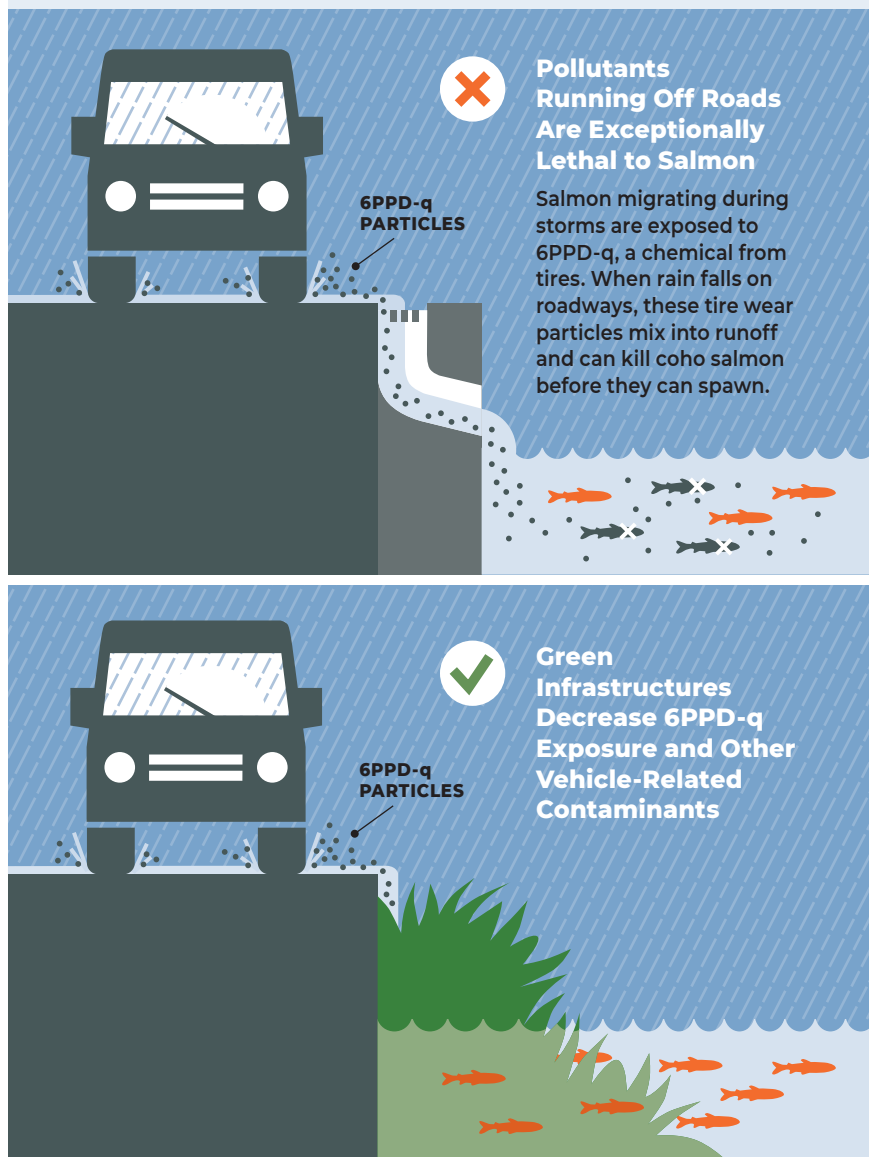 Pollutants
Running Off Roads
Are Exceptionally
Lethal to Salmon
Salmon migrating during
storms are exposed to
6PPD-q, a chemical from
tires. When rain falls on
roadways, these tire wear
particles mix into runoff
and can kill coho salmon
before they can spawn.
6PPD-q
PARTICLES
Green
Infrastructures
Decrease 6PPD-q
Exposure and Other
Vehicle-Related
Contaminants
6PPD-q
PARTICLES